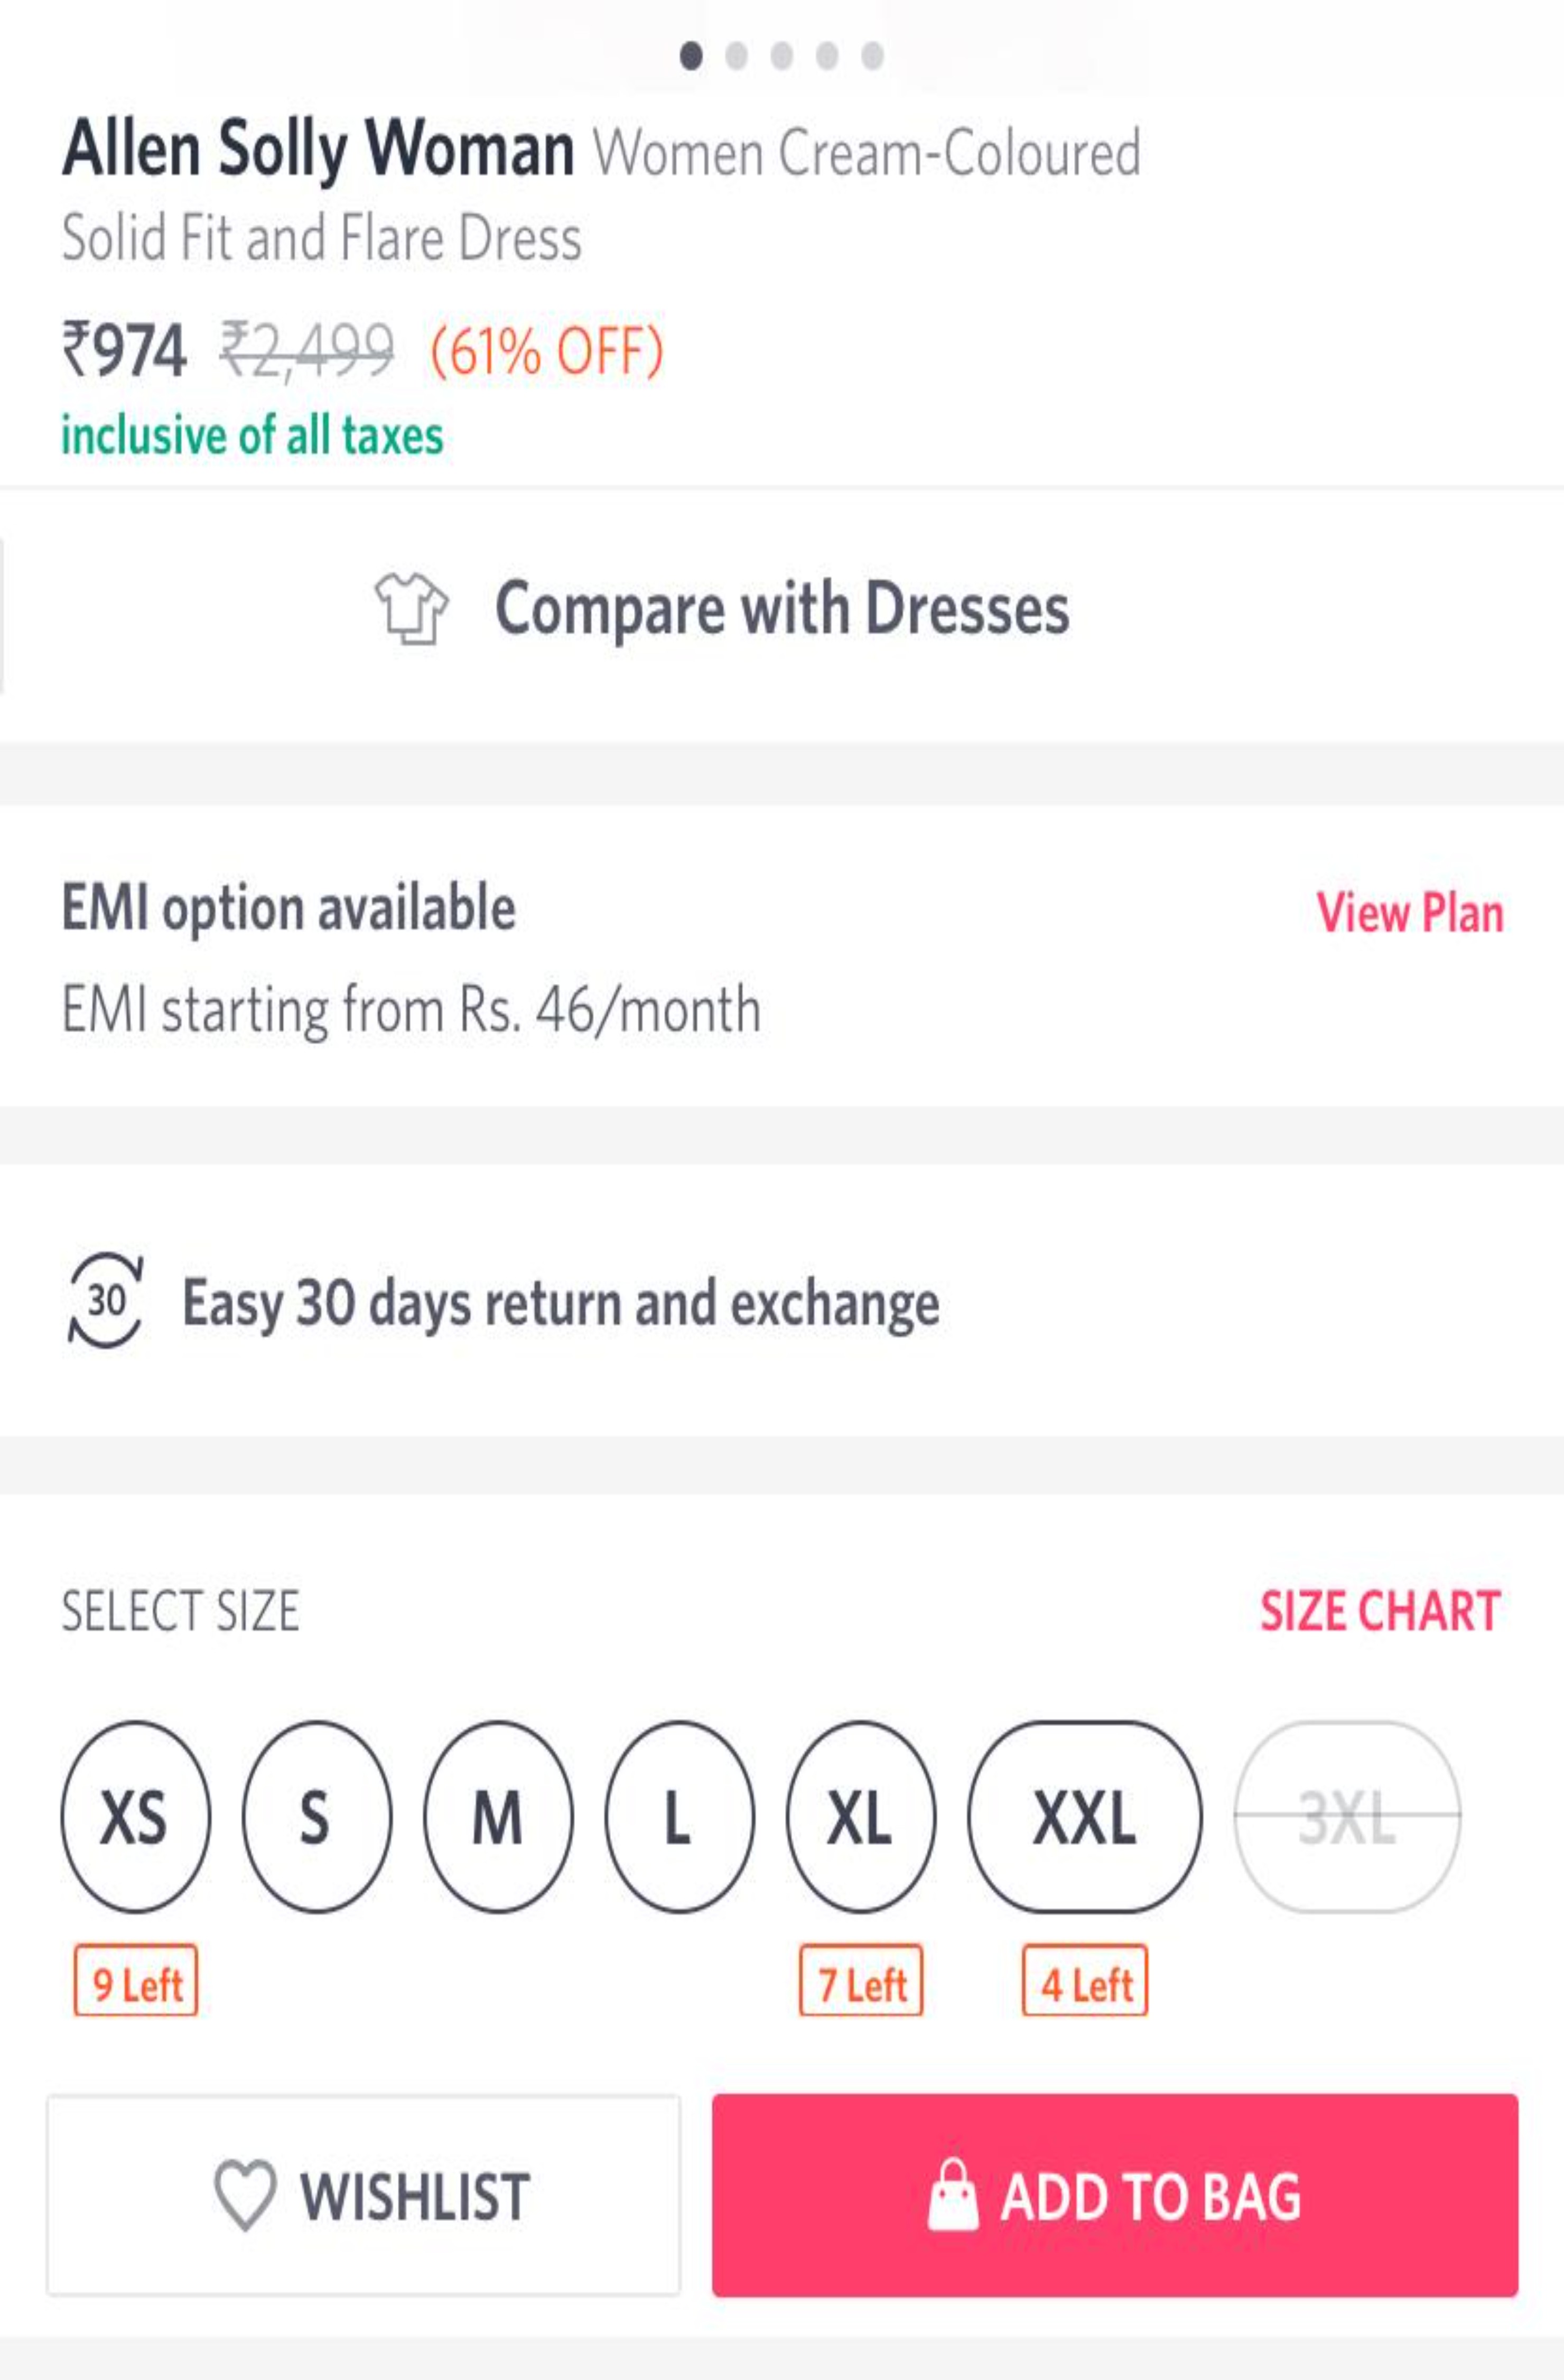 Allen Solly Woman Women Cream-Coloured
Solid Fit and Flare Dress
₹974 ₹2,499 (61% OFF)
inclusive of all taxes
Compare with Dresses
EMI option available View Plan
EMI starting from Rs. 46/month
30 Easy 30 days return and exchange
SELECT SIZE SIZE CHART
XS S M L XL XXL 3XL
9 Left 7 Left 4 Left
WISHLIST ADD TO BAG